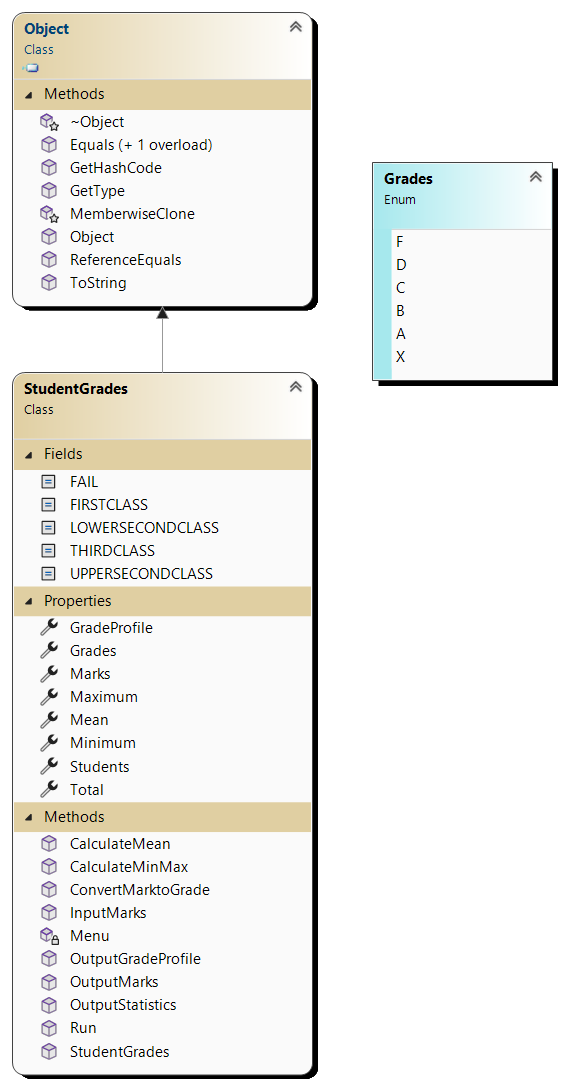 Object
Class
Methods
~Object
Equals (+ 1 overload)
GetHashCode
GetType
MemberwiseClone
Object
ReferenceEquals
ToString
Grades
Enum
F
D
C
B
A
X
StudentGrades
Class
Fields
FAIL
FIRSTCLASS
LOWERSECONDCLASS
THIRDCLASS
UPPERSECONDCLASS
Properties
GradeProfile
Grades
Marks
Maximum
Mean
Minimum
Students
Total
Methods
CalculateMean
CalculateMinMax
ConvertMarktoGrade
InputMarks
Menu
OutputGradeProfile
OutputMarks
OutputStatistics
Run
StudentGrades